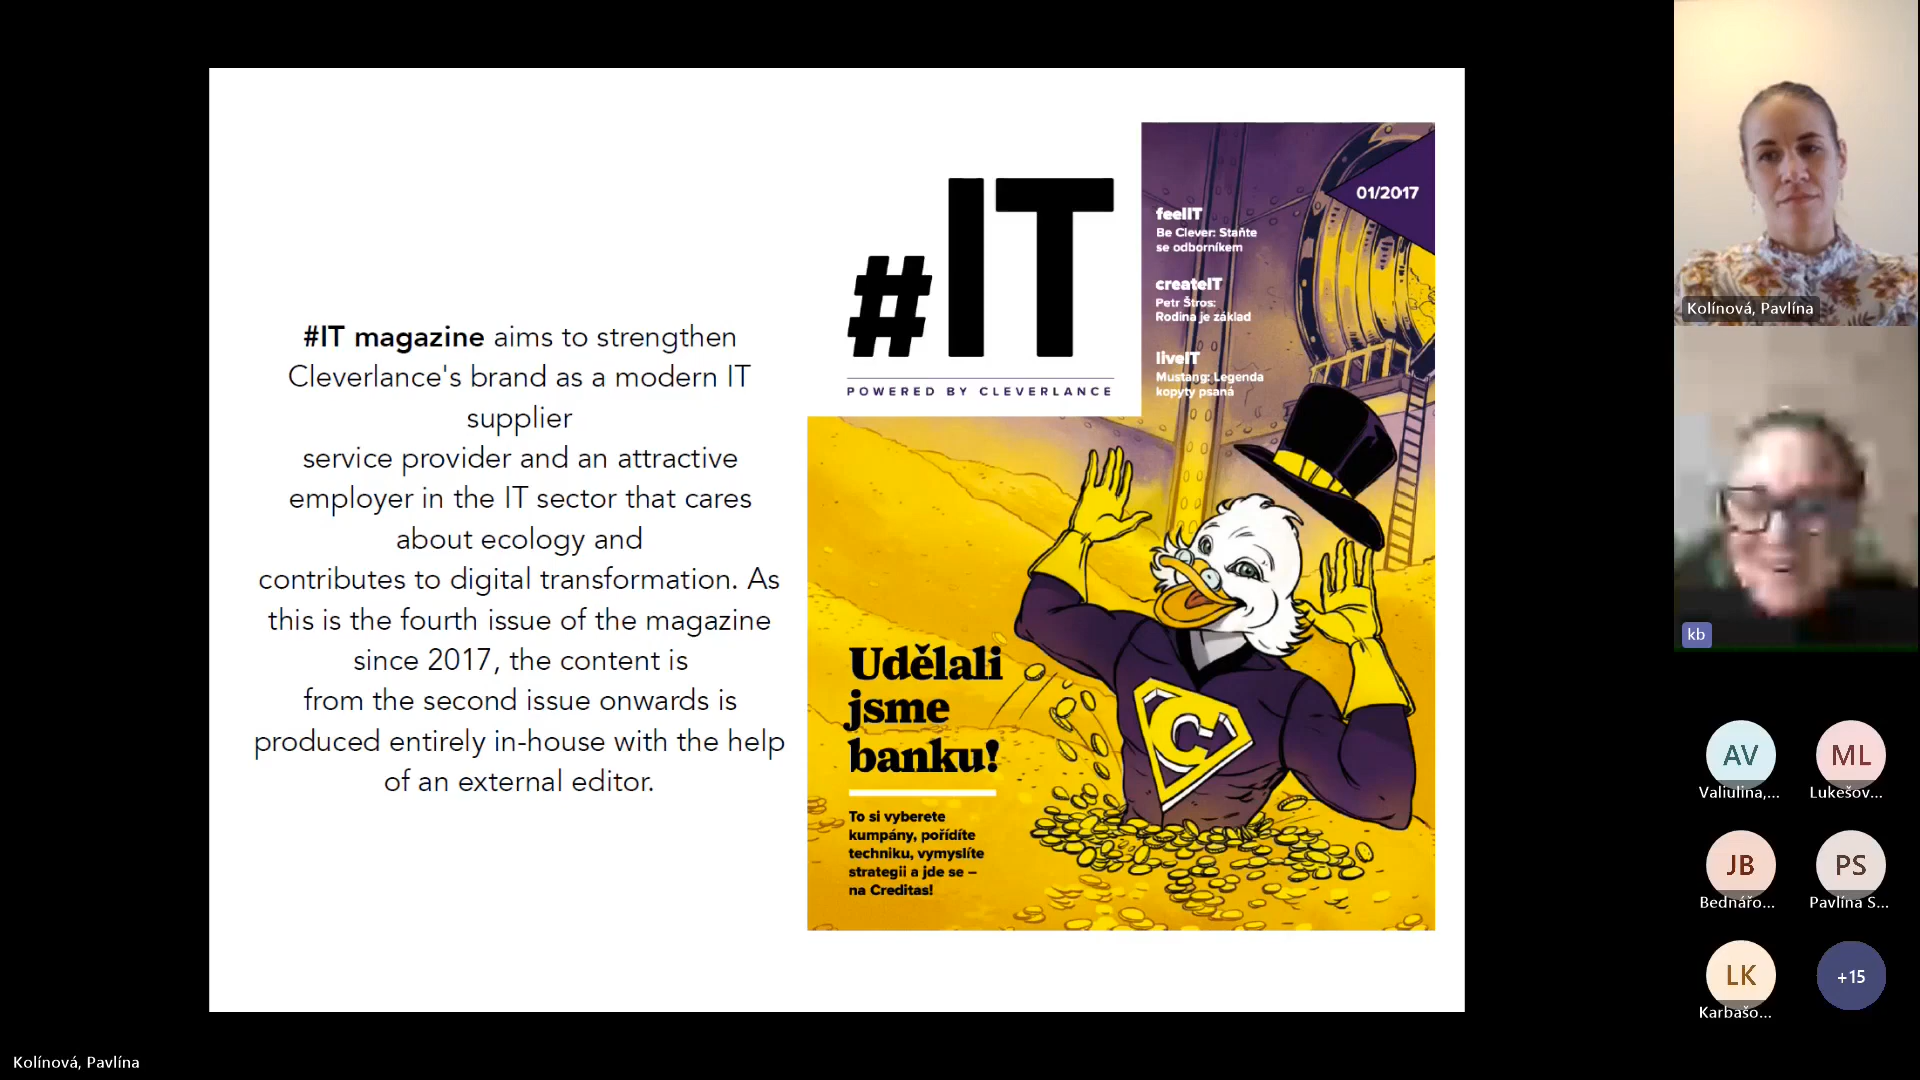 #IT magazine aims to strengthen
Cleverlance's brand as a modern IT
supplier
service provider and an attractive
employer in the IT sector that cares
about ecology and
contributes to digital transformation. As
this is the fourth issue of the magazine
since 2017, the content is
from the second issue onwards is
produced entirely in-house with the help
of an external editor.
#IT
POWERED BY CLEVERLANCE
01/2017
feelIT
Be Clever: Staňte
se odborníkem
createIT
Petr Štros:
Rodina je základ
liveIT
Mustang: Legenda
kopyty psaná
C
Udělali
jsme
banku!
To si vyberete
kumpány, pořídíte
techniku, vymyslíte
strategii a jde se –
na Creditas!
Kolínová, Pavlína
kb
AV
Valiulina,...
ML
Lukešov...
JB
Bednářo...
PS
Pavlína S...
LK
Karbašo...
+15
Kolínová, Pavlína